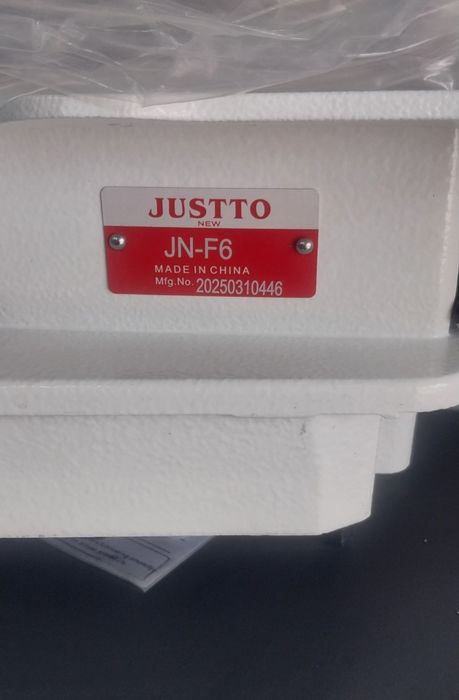 JUSTTO
NEW
JN-F6
MADE IN CHINA
Mfg.No. 20250310446